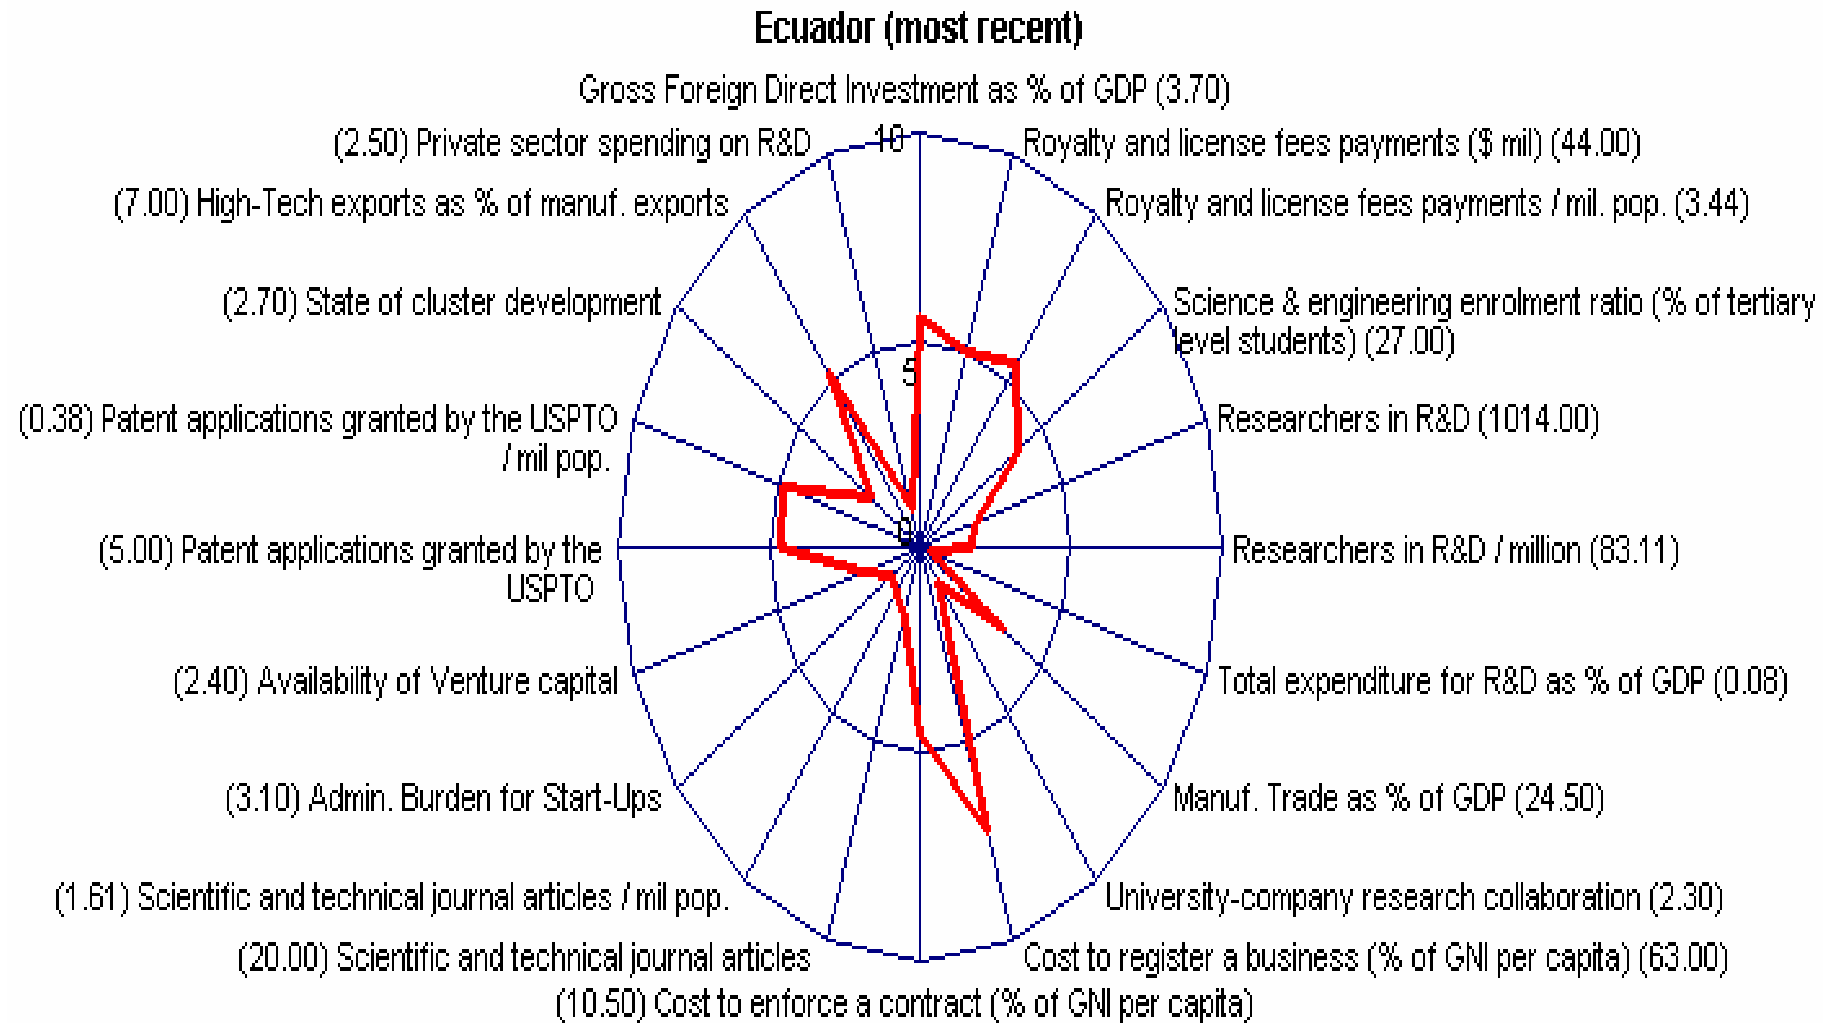 Ecuador (most recent)
Gross Foreign Direct Investment as % of GDP (3.70)
(2.50) Private sector spending on R&D
10
Royalty and license fees payments ($ mil) (44.00)
(7.00) High-Tech exports as % of manuf. exports
Royalty and license fees payments / mil. pop. (3.44)
(2.70) State of cluster development
Science & engineering enrolment ratio (% of tertiary
level students) (27.00)
5
(0.38) Patent applications granted by the USPTO
/ mil pop.
Researchers in R&D (1014.00)
0
(5.00) Patent applications granted by the
USPTO
Researchers in R&D / million (83.11)
(2.40) Availability of Venture capital
Total expenditure for R&D as % of GDP (0.08)
(3.10) Admin. Burden for Start-Ups
Manuf. Trade as % of GDP (24.50)
(1.61) Scientific and technical journal articles / mil pop.
University-company research collaboration (2.30)
(20.00) Scientific and technical journal articles
Cost to register a business (% of GNI per capita) (63.00)
(10.50) Cost to enforce a contract (% of GNI per capita)